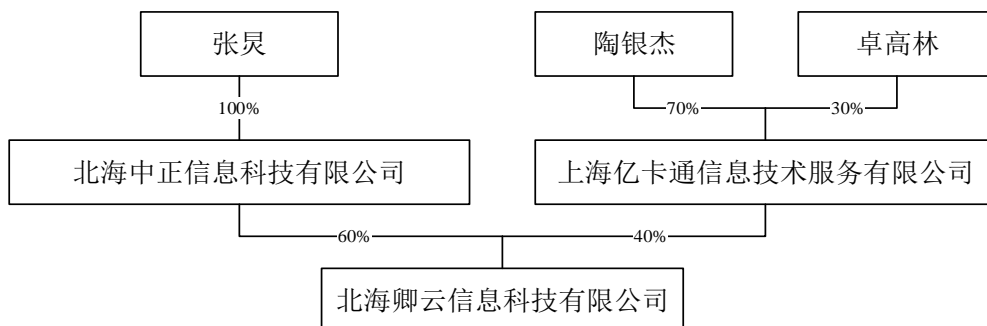 张炅
陶银杰
卓高林
100%
70%
30%
北海中正信息科技有限公司
上海亿卡通信息技术服务有限公司
60%
40%
北海卿云信息科技有限公司